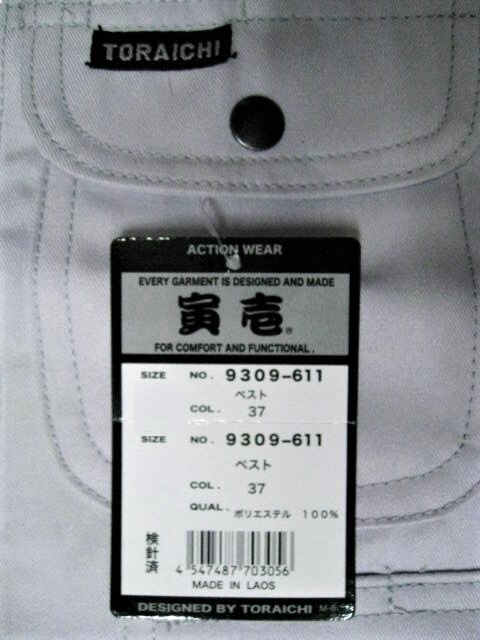 TORAICHI
ACTION WEAR
EVERY GARMENT IS DESIGNED AND MADE
寅壱®
FOR COMFORT AND FUNCTIONAL.
SIZE NO. 9309-611
ベスト
COL. 37
SIZE NO. 9309-611
ベスト
COL. 37
QUAL. ポリエステル 100%
検針済
4 547487 703056
MADE IN LAOS
DESIGNED BY TORAICHI